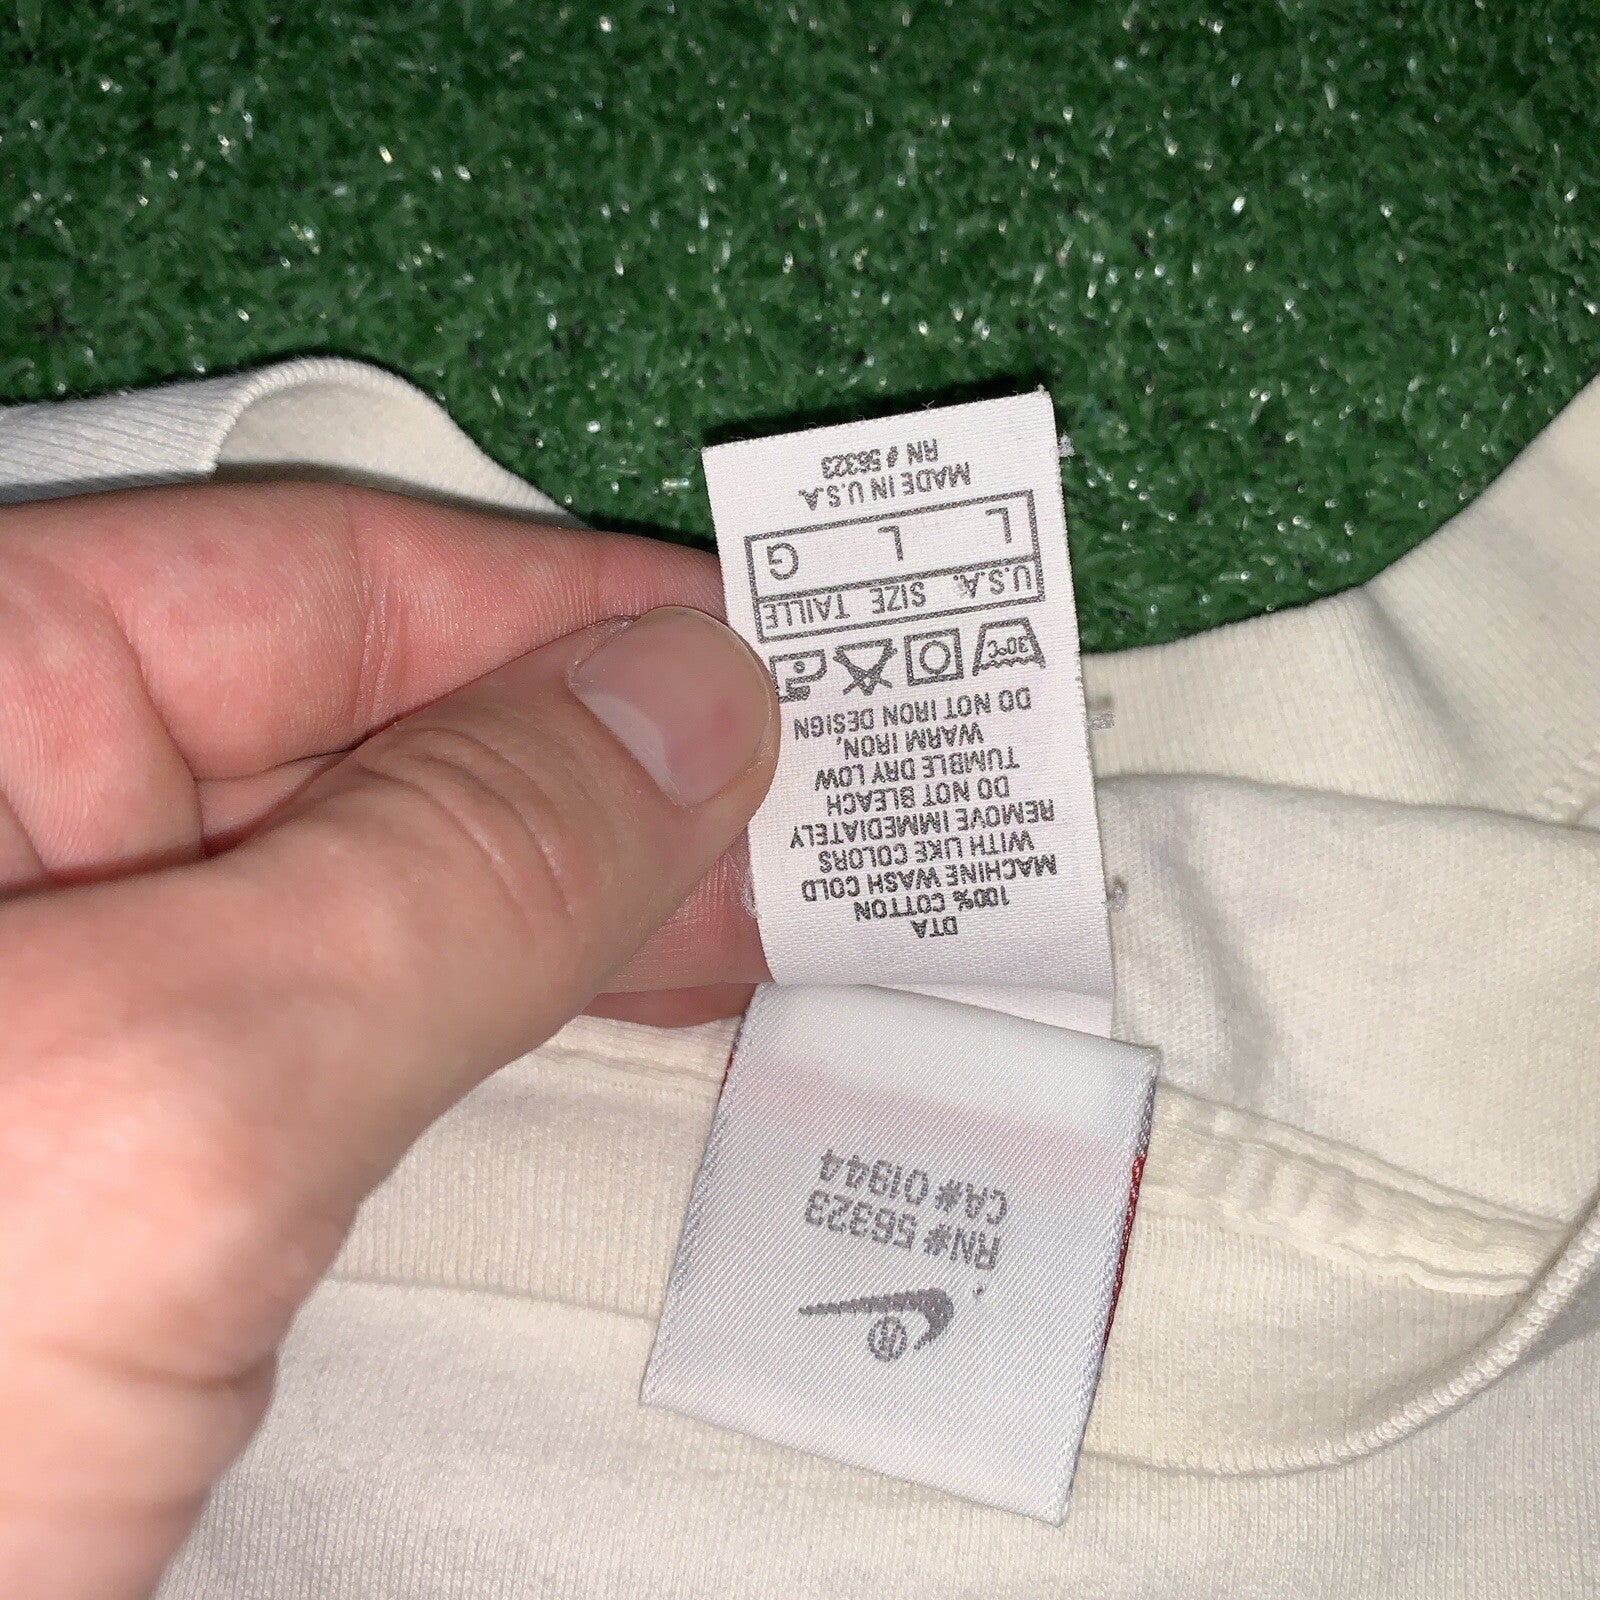 DTA
100% COTTON
MACHINE WASH COLD
WITH LIKE COLORS
REMOVE IMMEDIATELY
DO NOT BLEACH
TUMBLE DRY LOW
WARM IRON,
DO NOT IRON DESIGN
30°C
U.S.A. SIZE TAILLE
L L G
MADE IN U.S.A.
RN # 56323
RN# 56323
CA# 01944